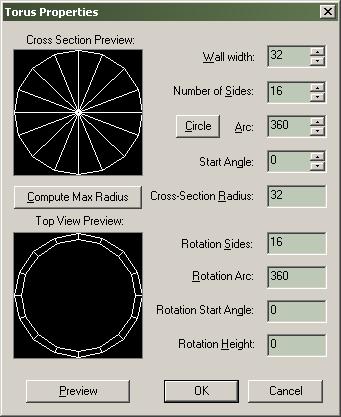 Torus Properties
Cross Section Preview:
Wall width: 32
Number of Sides: 16
Circle Arc: 360
Start Angle: 0
Compute Max Radius Cross-Section Radius: 32
Top View Preview:
Rotation Sides: 16
Rotation Arc: 360
Rotation Start Angle: 0
Rotation Height: 0
Preview OK Cancel